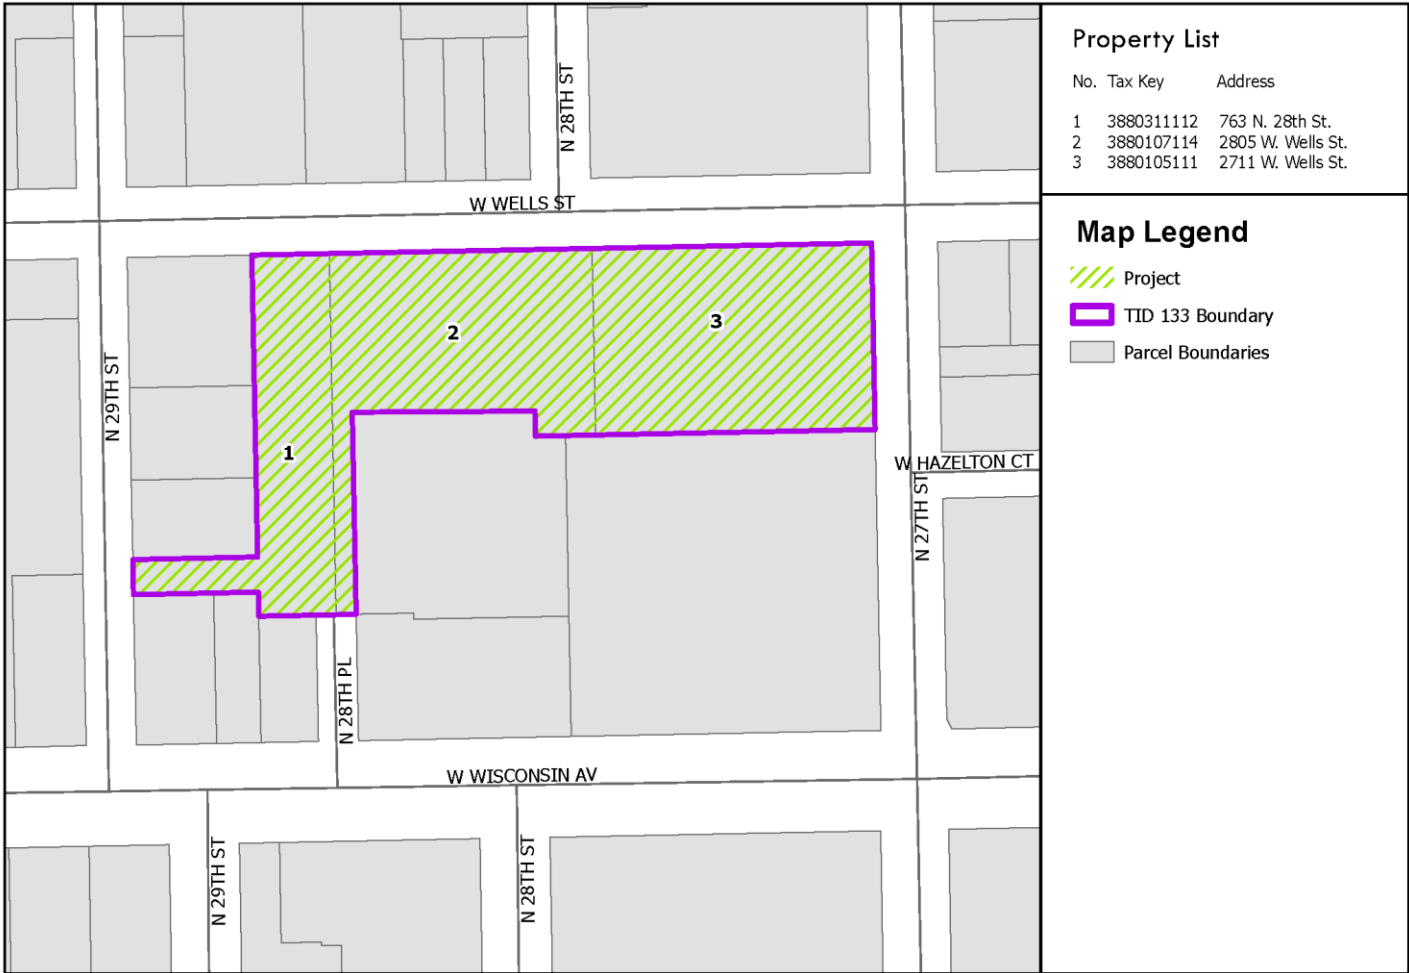 Property List
No. Tax Key Address
1 3880311112 763 N. 28th St.
2 3880107114 2805 W. Wells St.
3 3880105111 2711 W. Wells St.
Map Legend
Project
TID 133 Boundary
Parcel Boundaries
N 28TH ST
W WELLS ST
2
3
N 29TH ST
1
W HAZELTON CT
N 27TH ST
N 28TH PL
W WISCONSIN AV
N 29TH ST
N 28TH ST